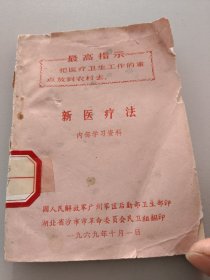 最高指示
把医疗卫生工作的重
点放到农村去。
新医疗法
内部学习资料
国人民解放军广州军区后勤部卫生部印
湖北省沙市市革命委员会民卫组翻印
一九六九年十月一日